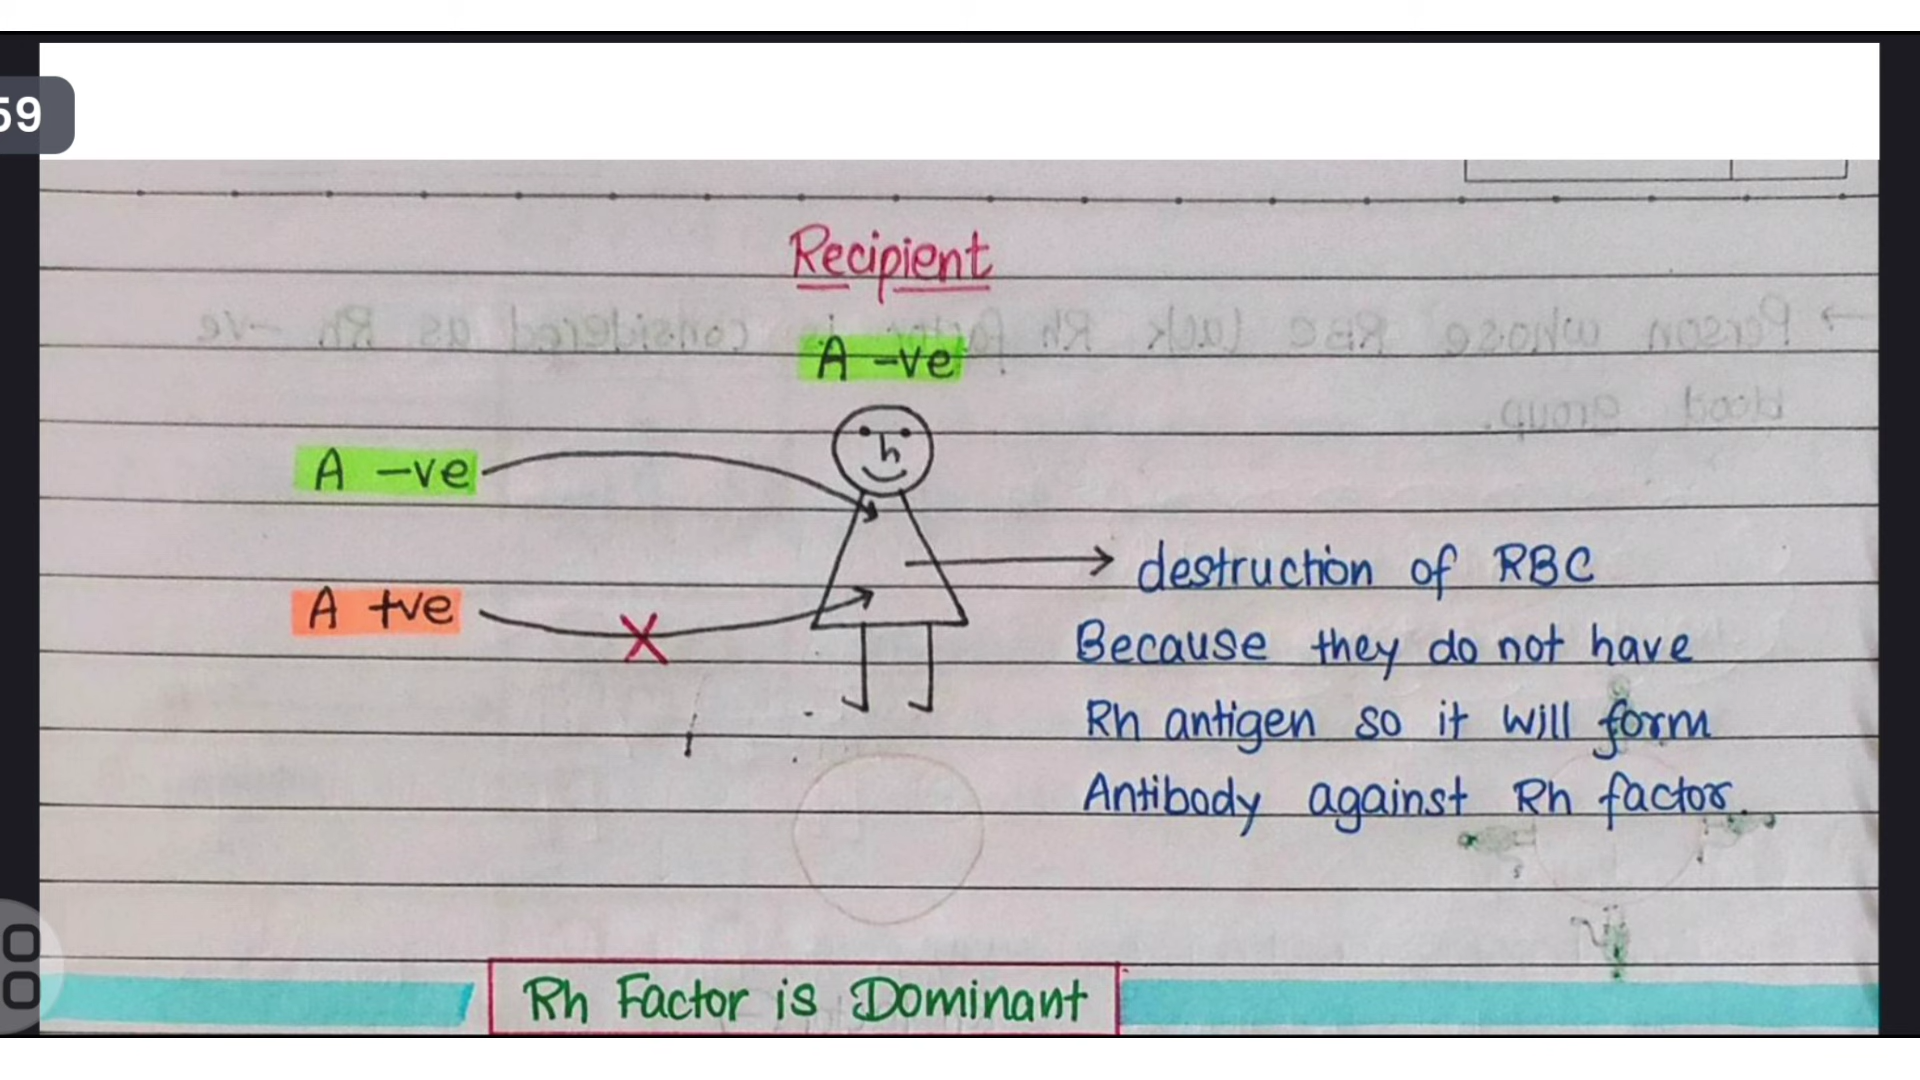 59
Recipient
A -ve
A -ve
A +ve
destruction of RBC
Because they do not have
Rh antigen so it will form
Antibody against Rh factor.
Rh Factor is Dominant